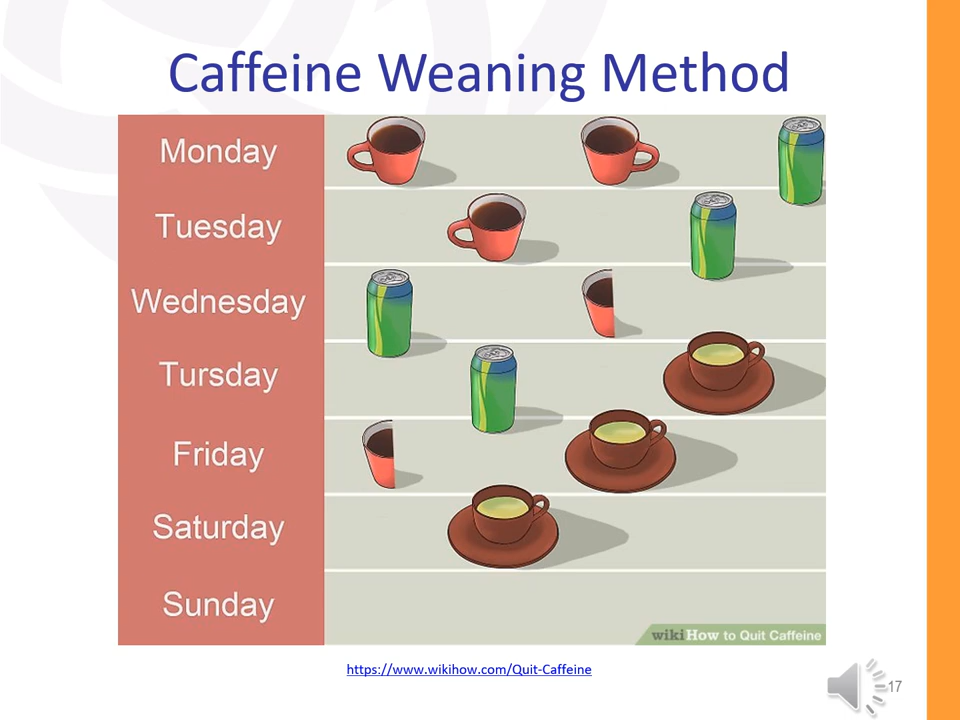 Caffeine Weaning Method
Monday
Tuesday
Wednesday
Tursday
Friday
Saturday
Sunday
wikiHow to Quit Caffeine
https://www.wikihow.com/Quit-Caffeine
17